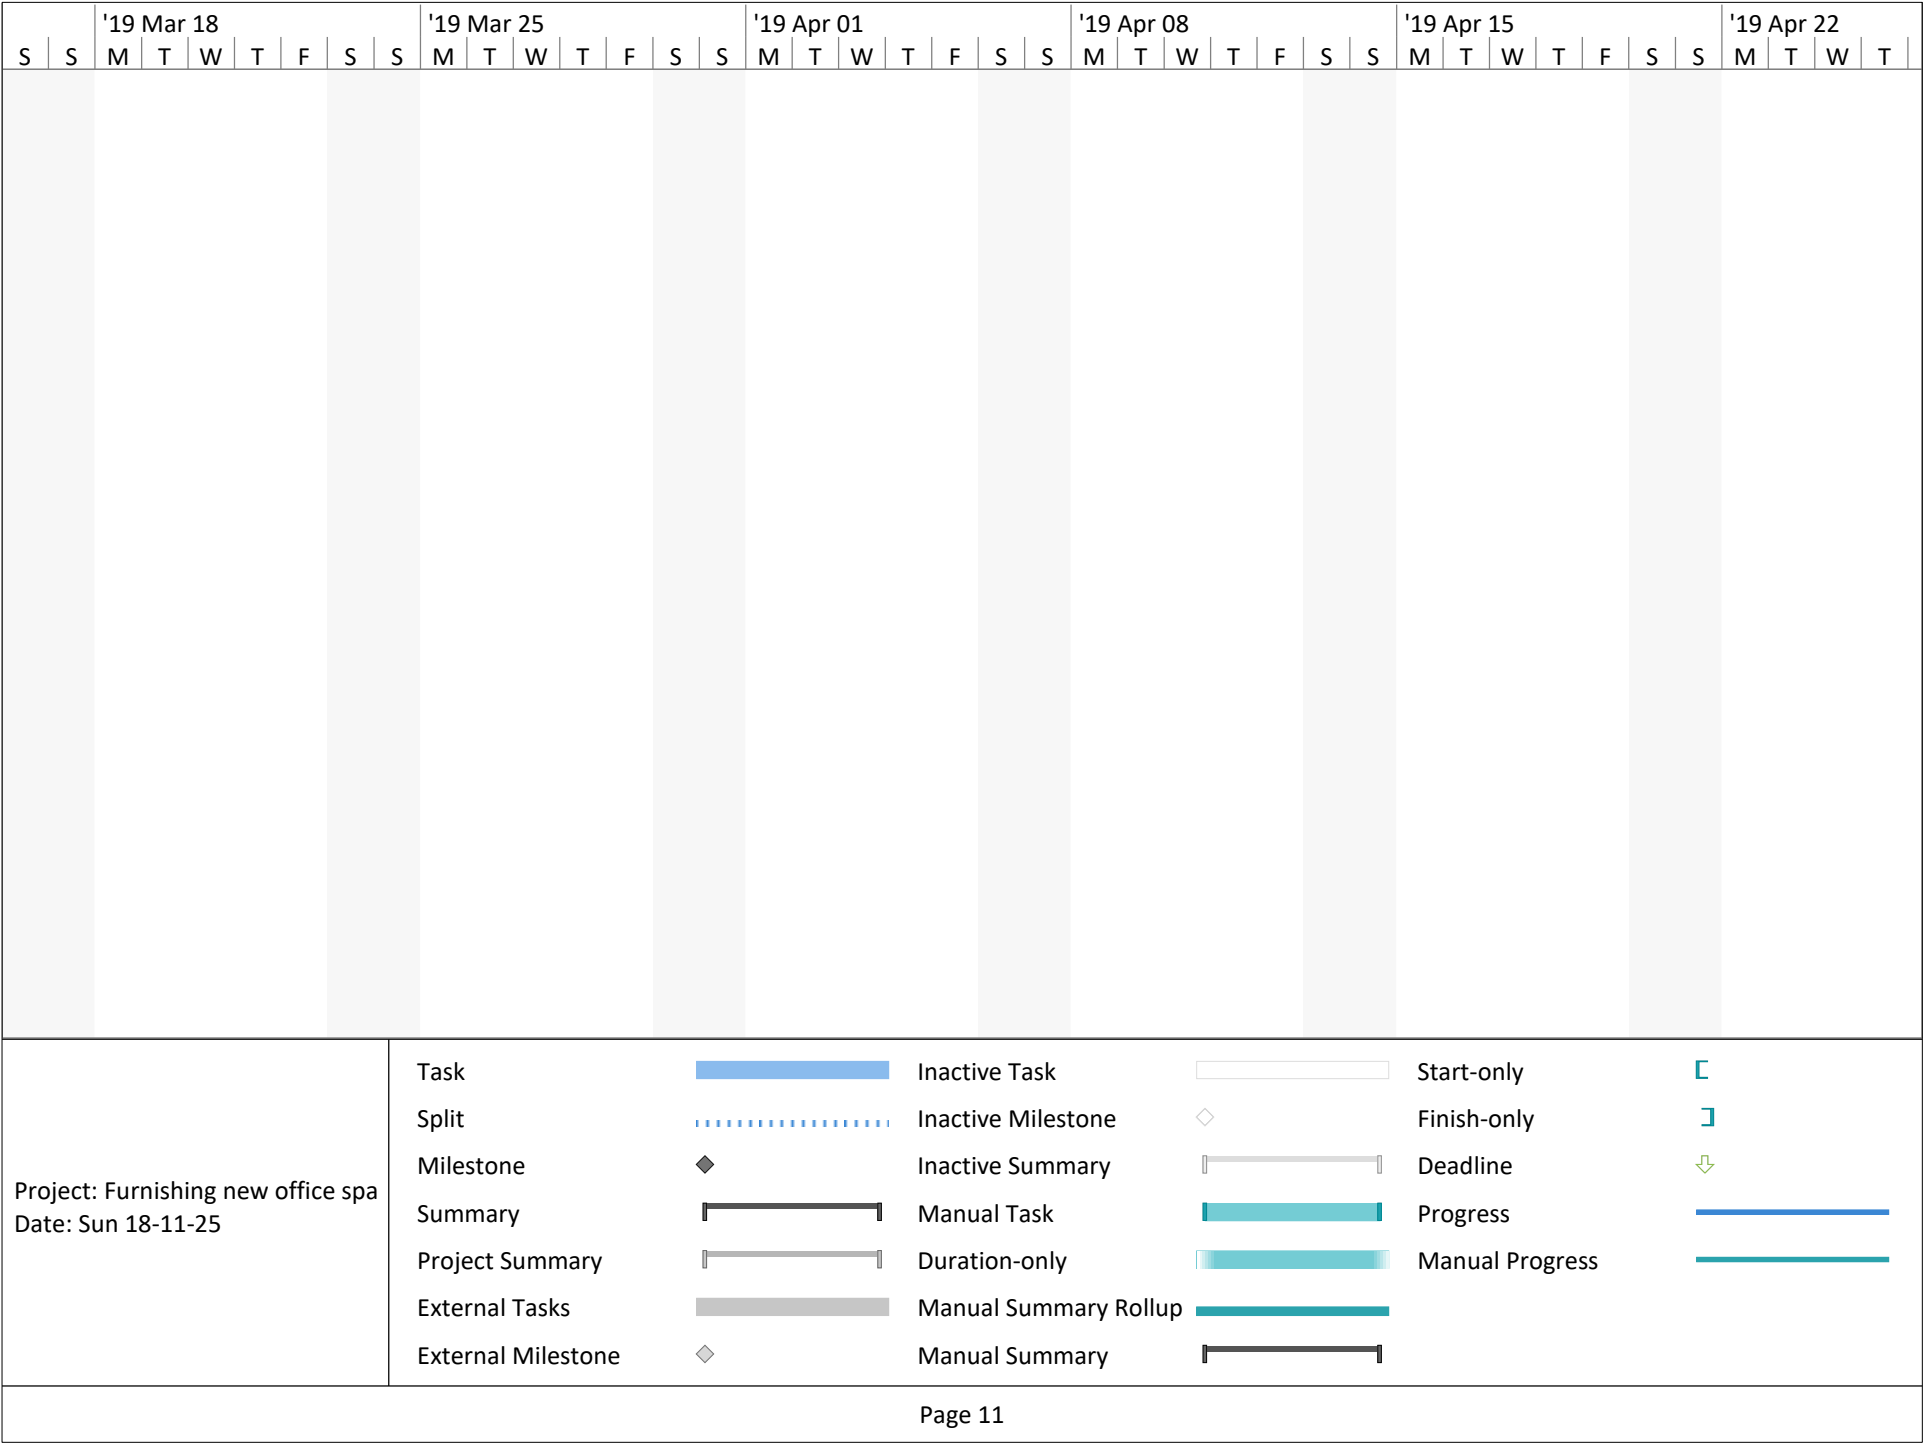 '19 Mar 18 '19 Mar 25 '19 Apr 01 '19 Apr 08 '19 Apr 15 '19 Apr 22
S S M T W T F S S M T W T F S S M T W T F S S M T W T F S S M T W T F S S M T W T
Task Inactive Task Start-only
Split Inactive Milestone Finish-only
Milestone Inactive Summary Deadline
Project: Furnishing new office spa
Date: Sun 18-11-25
Summary Manual Task Progress
Project Summary Duration-only Manual Progress
External Tasks Manual Summary Rollup
External Milestone Manual Summary
Page 11